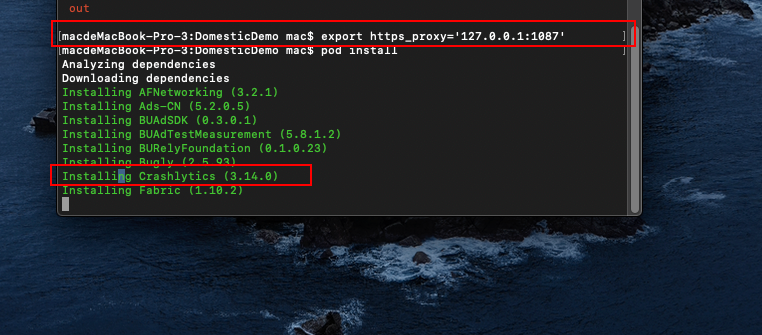 out
[macdeMacBook-Pro-3:DomesticDemo mac$ export https_proxy='127.0.0.1:1087' ]
[macdeMacBook-Pro-3:DomesticDemo mac$ pod install ]
Analyzing dependencies
Downloading dependencies
Installing AFNetworking (3.2.1)
Installing Ads-CN (5.2.0.5)
Installing BUAdSDK (0.3.0.1)
Installing BUAdTestMeasurement (5.8.1.2)
Installing BURelyFoundation (0.1.0.23)
Installing Bugly (2.5.93)
Installing Crashlytics (3.14.0)
Installing Fabric (1.10.2)